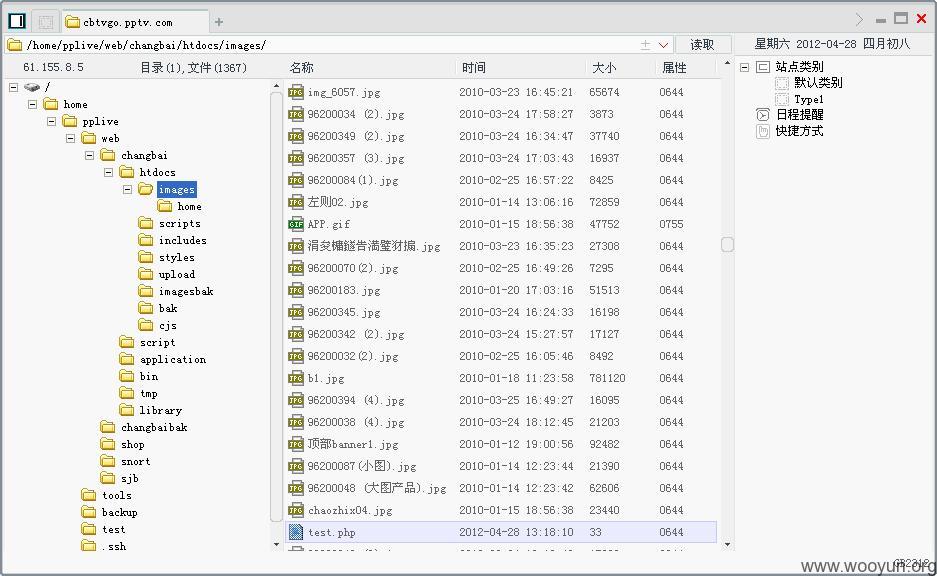 cbtvgo.pptv.com
/home/pplive/web/changbai/htdocs/images/ 读取 星期六 2012-04-28 四月初八
61.155.8.5 目录(1),文件(1367) 名称 时间 大小 属性
/
home
pplive
web
changbai
htdocs
images
home
scripts
includes
styles
upload
imagesbak
bak
cjs
script
application
bin
tmp
library
changbaibak
shop
snort
sjb
tools
backup
test
.ssh
img_6057.jpg 2010-03-23 16:45:21 65674 0644
96200034 (2).jpg 2010-03-24 17:58:27 3873 0644
96200349 (2).jpg 2010-03-23 16:34:47 37740 0644
96200357 (3).jpg 2010-03-24 17:03:43 16937 0644
96200084(1).jpg 2010-02-25 16:57:22 8425 0644
左则02.jpg 2010-01-14 13:06:16 72859 0644
APP.gif 2010-01-15 18:56:38 47752 0755
.jpg 2010-03-23 16:35:23 27308 0644
96200070(2).jpg 2010-02-25 16:49:26 7295 0644
96200183.jpg 2010-01-20 17:03:16 51513 0644
96200345.jpg 2010-03-24 16:24:33 16198 0644
96200342 (2).jpg 2010-03-24 15:27:57 17127 0644
96200032(2).jpg 2010-02-25 16:05:46 8492 0644
b1.jpg 2010-01-18 11:23:58 781120 0644
96200394 (4).jpg 2010-03-25 16:49:27 16095 0644
96200038 (4).jpg 2010-03-24 18:12:45 21203 0644
顶部banner1.jpg 2010-01-12 19:00:56 92482 0644
96200087(小图).jpg 2010-01-14 12:23:44 21390 0644
96200048 (大图产品).jpg 2010-01-14 12:23:42 62606 0644
chaozhix04.jpg 2010-01-15 18:56:38 23440 0644
test.php 2012-04-28 13:18:10 33 0644
站点类别
默认类别
Type1
日程提醒
快捷方式
GB2312
www.wooyun.org